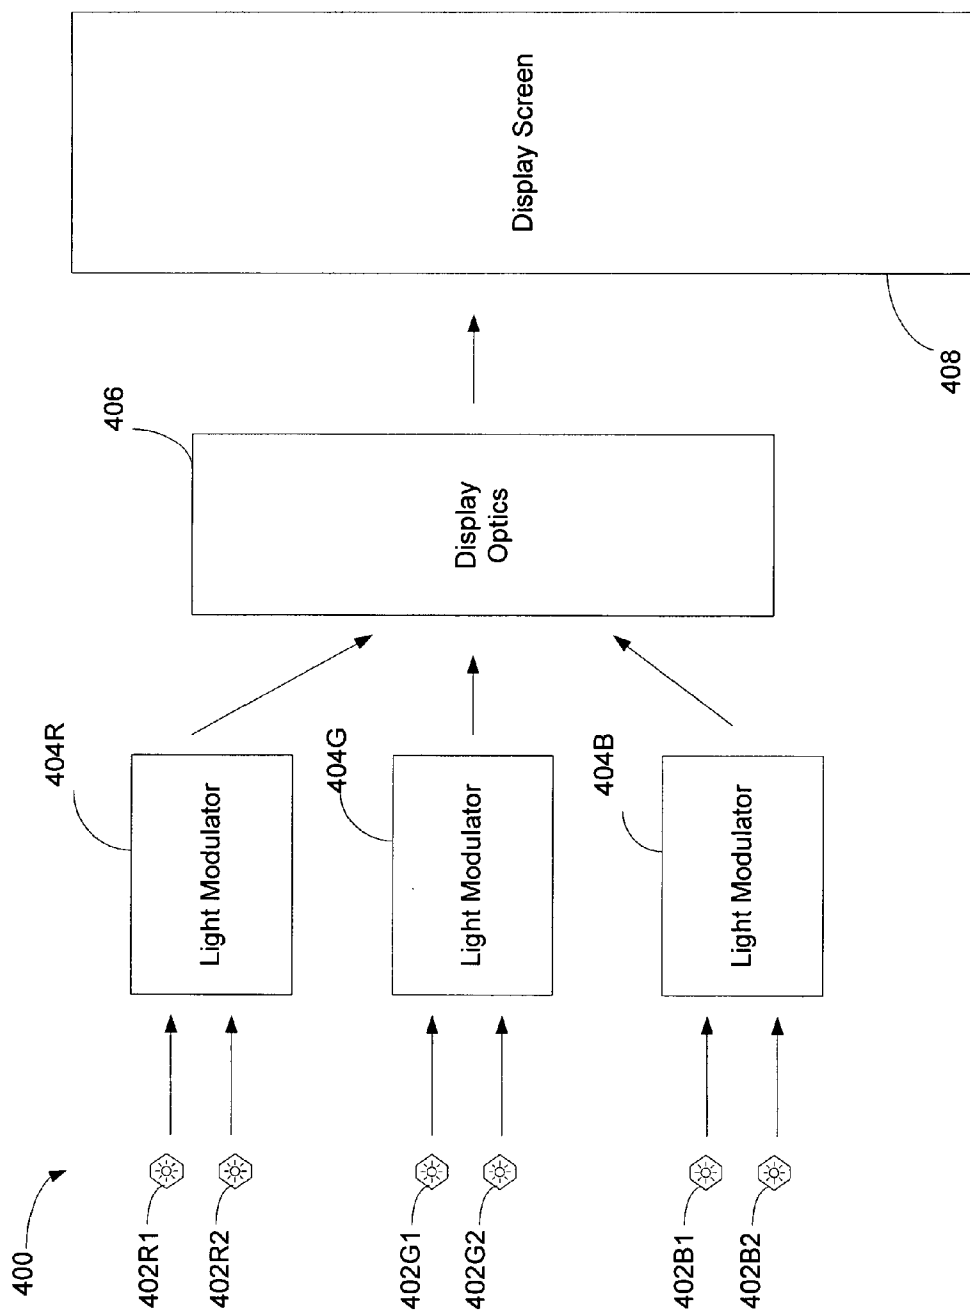 400
402R1
402R2
402G1
402G2
402B1
402B2
404R
Light Modulator
404G
Light Modulator
404B
Light Modulator
406
Display
Optics
Display Screen
408